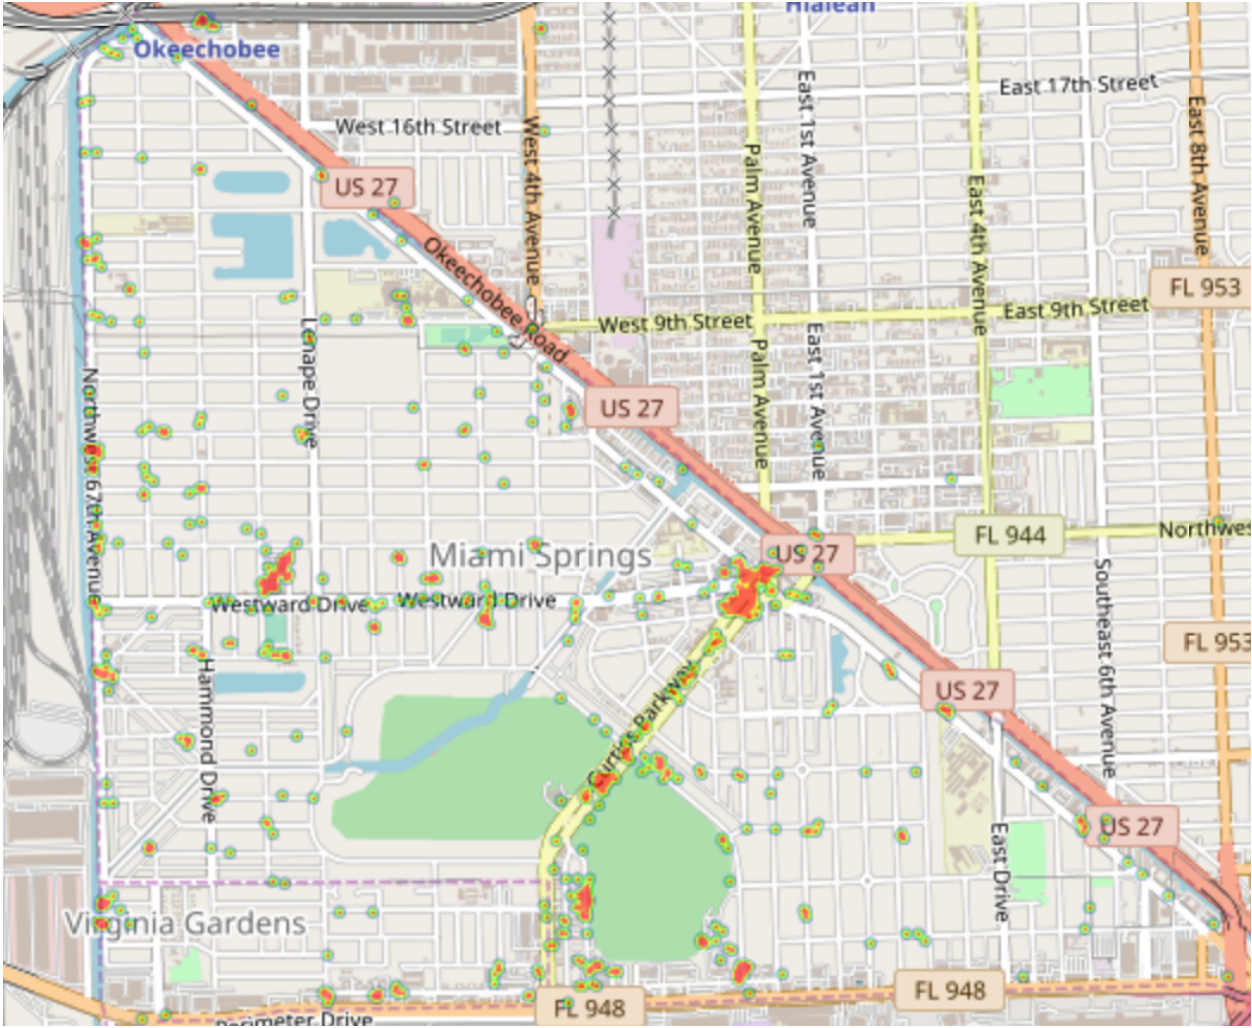 Hialeah
Okeechobee
East 17th Street
West 16th Street
West 4th Avenue
Palm Avenue
East 1st Avenue
East 4th Avenue
East 8th Avenue
US 27
Okeechobee Road
FL 953
West 9th Street
East 9th Street
Lenape Drive
Palm Avenue
East 1st Avenue
Northwest 67th Avenue
US 27
Miami Springs
US 27
FL 944
Northwes
Westward Drive
Westward Drive
Southeast 6th Avenue
FL 953
Hammond Drive
Curtiss Parkway
US 27
US 27
East Drive
Virginia Gardens
FL 948
FL 948
Perimeter Drive